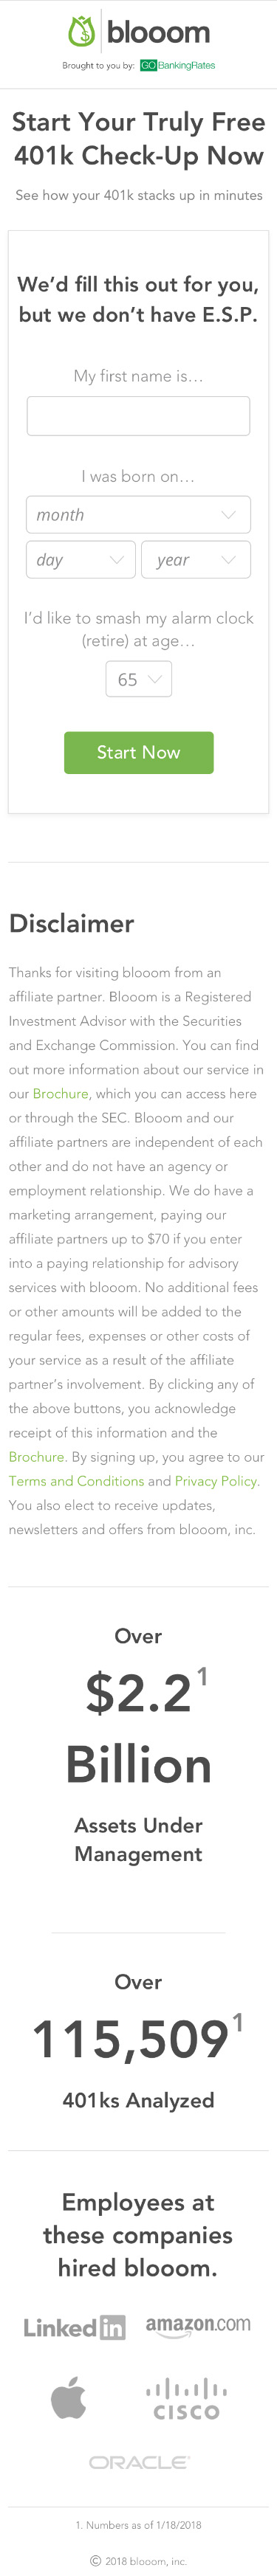 blooom
Brought to you by: GOBankingRates
Start Your Truly Free
401k Check-Up Now
See how your 401k stacks up in minutes
We'd fill this out for you,
but we don't have E.S.P.
My first name is...
I was born on...
month
day year
I'd like to smash my alarm clock
(retire) at age...
65
Start Now
Disclaimer
Thanks for visiting blooom from an
affiliate partner. Blooom is a Registered
Investment Advisor with the Securities
and Exchange Commission. You can find
out more information about our service in
our Brochure, which you can access here
or through the SEC. Blooom and our
affiliate partners are independent of each
other and do not have an agency or
employment relationship. We do have a
marketing arrangement, paying our
affiliate partners up to $70 if you enter
into a paying relationship for advisory
services with blooom. No additional fees
or other amounts will be added to the
regular fees, expenses or other costs of
your service as a result of the affiliate
partner's involvement. By clicking any of
the above buttons, you acknowledge
receipt of this information and the
Brochure. By signing up, you agree to our
Terms and Conditions and Privacy Policy.
You also elect to receive updates,
newsletters and offers from blooom, inc.
Over
$2.2¹
Billion
Assets Under
Management
Over
115,509¹
401ks Analyzed
Employees at
these companies
hired blooom.
Linkedin amazon.com
cisco
ORACLE
1. Numbers as of 1/18/2018
© 2018 blooom, inc.